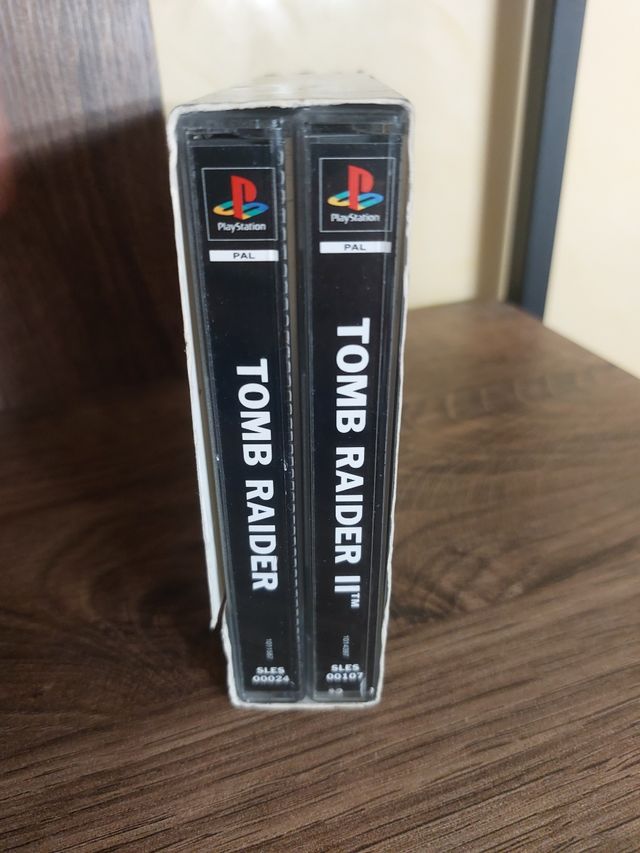 PlayStation
PAL
TOMB RAIDER
SLES
00024
PlayStation
PAL
TOMB RAIDER II™
SLES
00107